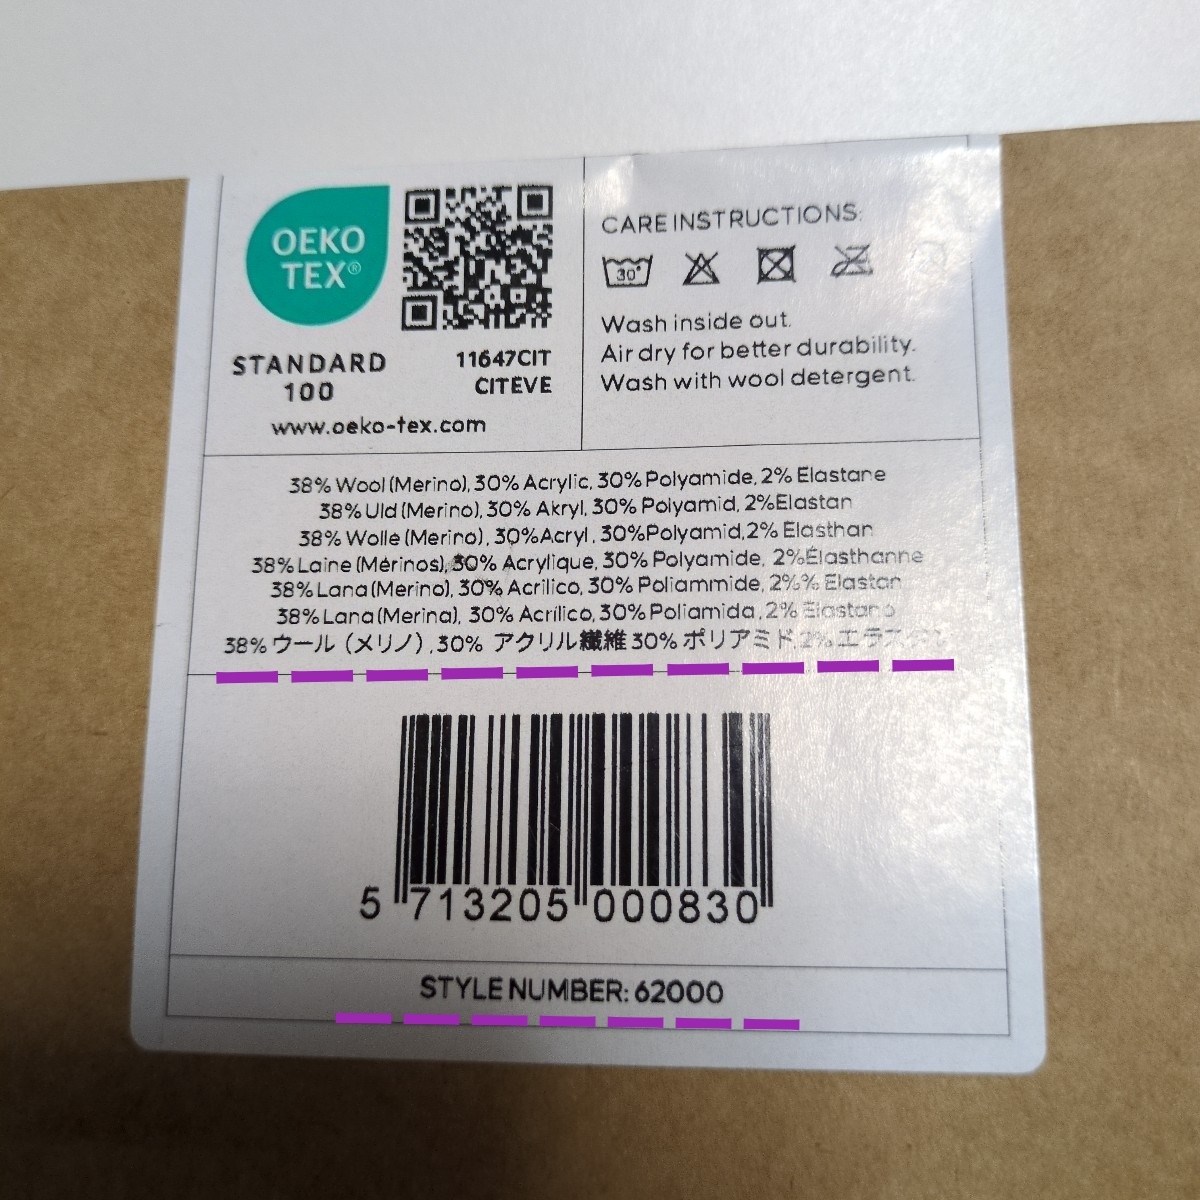 OEKO
TEX®
STANDARD
100
11647CIT
CITEVE
www.oeko-tex.com
CARE INSTRUCTIONS:
30°
Wash inside out.
Air dry for better durability.
Wash with wool detergent.
38% Wool (Merino), 30% Acrylic, 30% Polyamide, 2% Elastane
38% Uld (Merino), 30% Akryl, 30% Polyamid, 2%Elastan
38% Wolle (Merino), 30%Acryl, 30%Polyamid,2% Elasthan
38% Laine (Mérinos), 30% Acrylique, 30% Polyamide, 2%Élasthanne
38% Lana (Merino), 30% Acrilico, 30% Poliammide, 2%% Elastan
38% Lana (Merina), 30% Acrílico, 30% Poliamida, 2% Elastano
38% ウール (メリノ), 30% アクリル繊維 30% ポリアミド, 2%
5 713205 000830
STYLE NUMBER: 62000